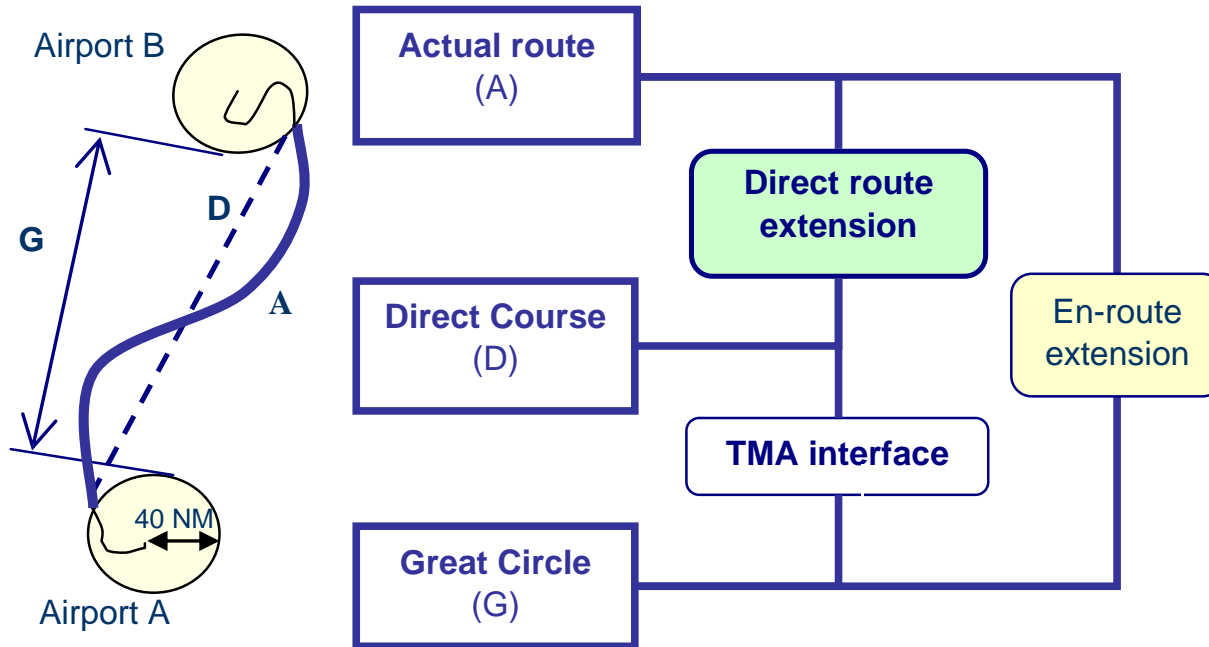 Airport B
G
D
A
40 NM
Airport A
Actual route
(A)
Direct route
extension
Direct Course
(D)
En-route
extension
TMA interface
Great Circle
(G)